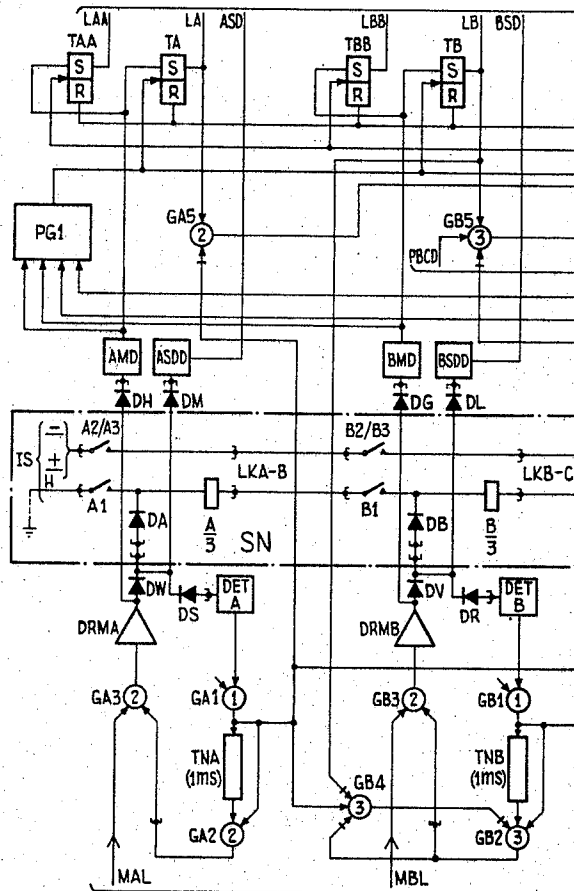 LAA LA ASD LBB LB BSD
TAA TA TBB TB
S S S S
R R R R
GA5 GB5
2 3
PG1
PBCD
AMD ASDD BMD BSDD
DH DM DG DL
A2/A3 B2/B3
IS
−
+
H
LKA-B LKB-C
A1 B1
DA DB
A/3 B/3
SN
DW DV
DS DET A DR DET B
DRMA DRMB
GA3 2 GA1 1 GB3 2 GB1 1
TNA (1MS) TNB (1MS)
GB4
3
GA2 2 GB2 3
MAL MBL